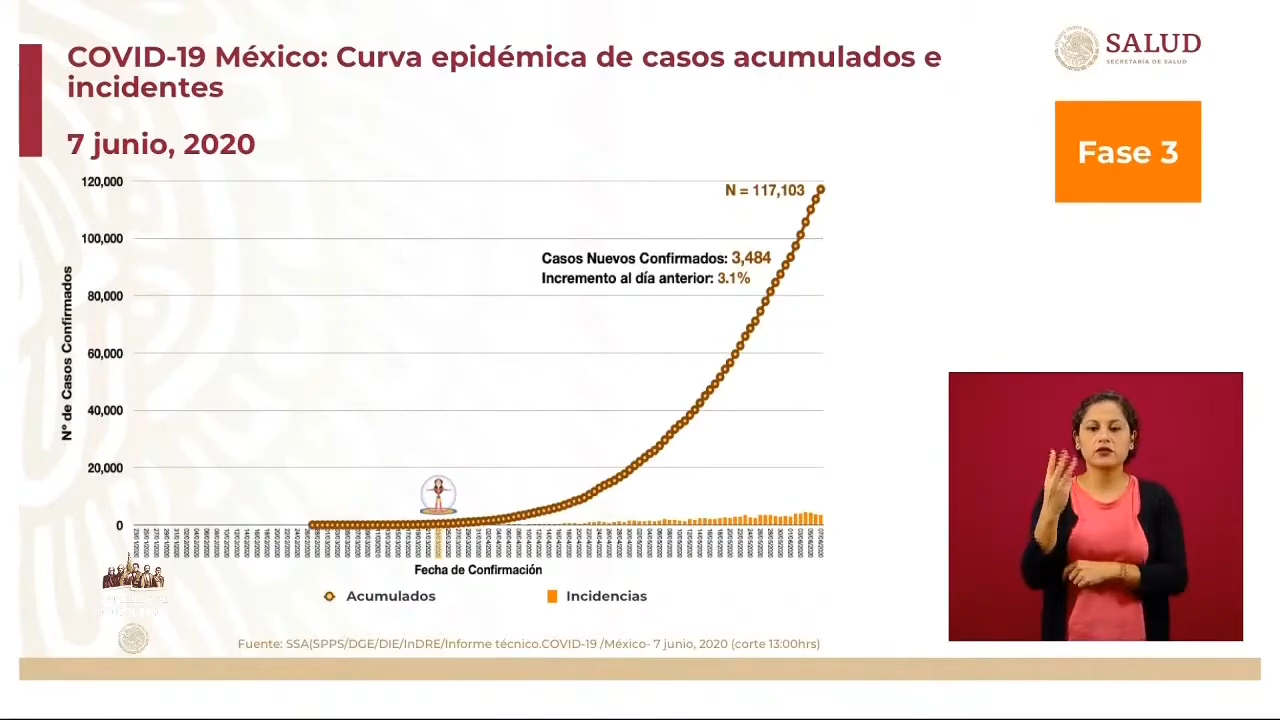 COVID-19 México: Curva epidémica de casos acumulados e
incidentes
7 junio, 2020
SALUD
SECRETARÍA DE SALUD
Fase 3
N = 117,103
Casos Nuevos Confirmados: 3,484
Incremento al día anterior: 3.1%
N° de Casos Confirmados
120,000
100,000
80,000
60,000
40,000
20,000
0
Fecha de Confirmación
Acumulados
Incidencias
Fuente: SSA(SPPS/DGE/DIE/InDRE/Informe técnico.COVID-19 /México- 7 junio, 2020 (corte 13:00hrs)